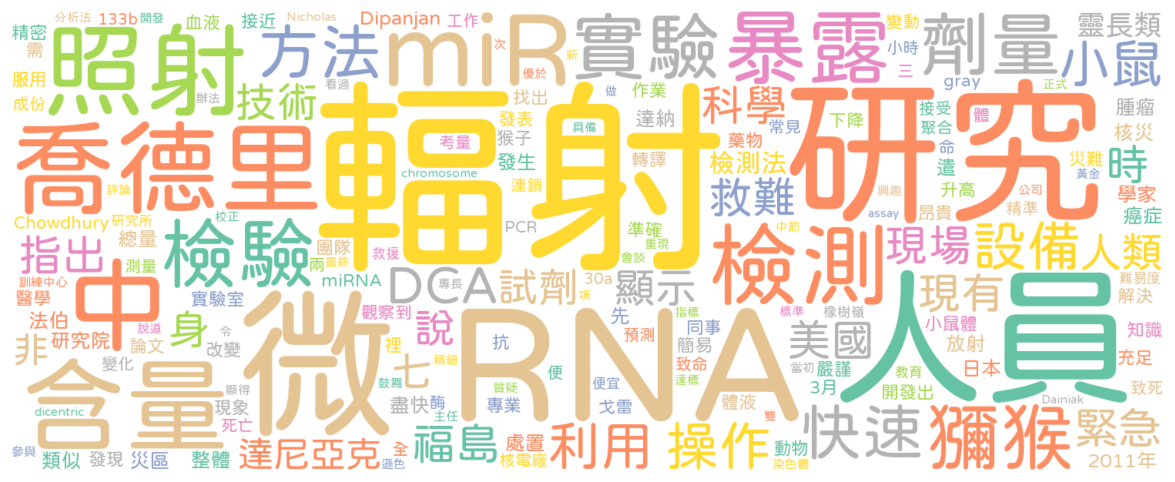 精密 133b 開發 分析法 血液 接近 Nicholas Dipanjan 工作 變動 靈長類
需 照射 方法 miR 次 實驗 暴露 小時 劑量 小鼠
服用 看過 優於 新 三 gray 正式
成份 辦法 技術 找出 作業 科學 接受 體 腫瘤
喬德里 輻射 發表 具備 達納 常見 下降 聚合 核災
考量 猴子 藥物 命 研究 時
chromosome 發生 轉譯 檢測法 遣 災難 黃金
評論 連鎖 救難 升高 興趣 公司 學家
Chowdhury 研究所 校正 PCR 準確 昂貴 assay 精準 癌症
指出 總量 團隊 救援 重現 檢測 中節 現場 設備 人類
檢驗 測量 兩 最終 會談
訓練中心 miRNA DCA 專長 試劑 30a 顯示 現有 難易度
醫學 實驗室 項 解決
中 說道 觀察到 說 裡 先 指標 標準 橡樹嶺 小鼠體
法伯 身 令 抗 預測 同事 美國 放射 知識
非 研究院 論文 改變 微 RNA 簡易 人員 日本
變化 精細 七 便 致命 當初 嚴謹 充足
含量 顯得 鼓舞 質疑 便宜 達標 3月 教育 致死
現象 盡快 酶 專業 戈雷 體液 開發出 Dainiak
dicentric 死亡 主任 雙 快速 獼猴 緊急
參與 類似 發現 災區 整體 達尼亞克 全 遜色 福島 處置 核電廠 利用 操作 動物 染色體 2011年